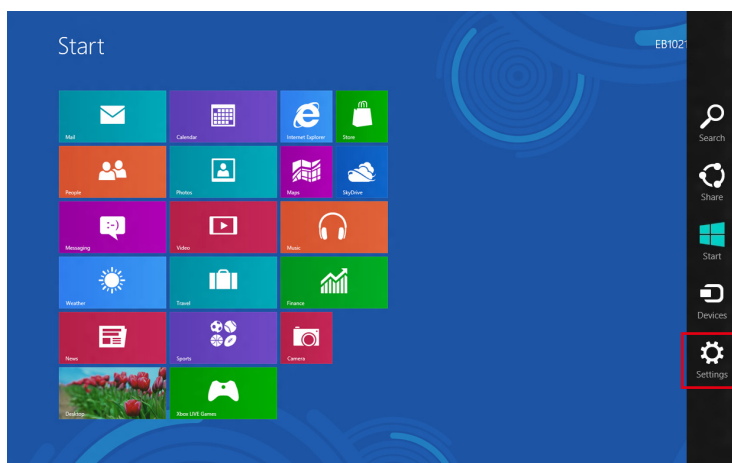 Start
EB1021
Mail
Calendar
Internet Explorer
Store
People
Photos
Maps
SkyDrive
Messaging
:-)
Video
Music
Weather
Travel
Finance
News
Sports
Camera
Desktop
Xbox LIVE Games
Search
Share
Start
Devices
Settings